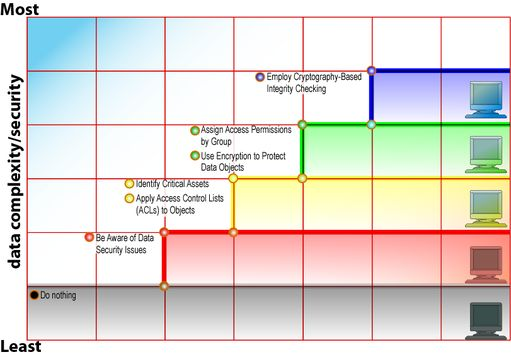 Most
data complexity/security
Employ Cryptography-Based
Integrity Checking
Assign Access Permissions
by Group
Use Encryption to Protect
Data Objects
Identify Critical Assets
Apply Access Control Lists
(ACLs) to Objects
Be Aware of Data
Security Issues
Do nothing
Least